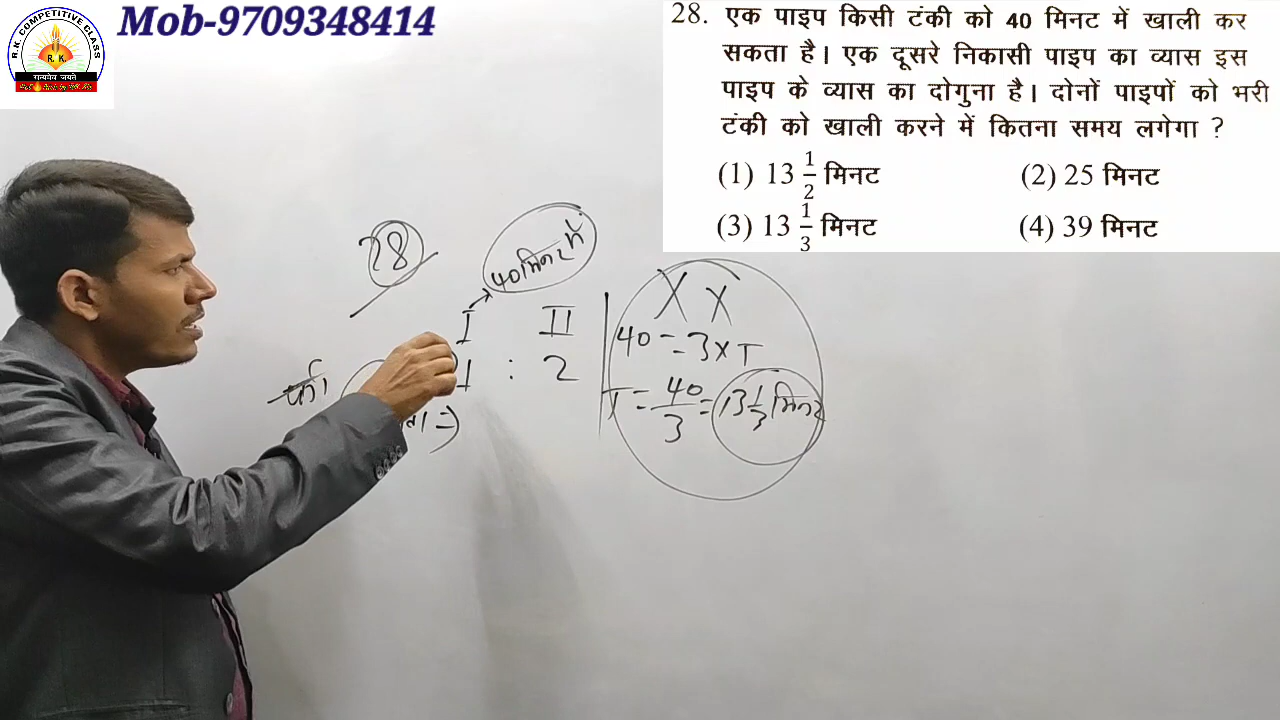 Mob-9709348414
R.K. COMPETITIVE CLASS
R. K.
सत्यमेव जयते
28. एक पाइप किसी टंकी को 40 मिनट में खाली कर
सकता है। एक दूसरे निकासी पाइप का व्यास इस
पाइप के व्यास का दोगुना है। दोनों पाइपों को भरी
टंकी को खाली करने में कितना समय लगेगा ?
(1) 13 1/2 मिनट (2) 25 मिनट
(3) 13 1/3 मिनट (4) 39 मिनट
28
40 मिनट में
I II
1 : 2
X X
40 = 3×T
T = 40/3 = 13 1/3 मिनट